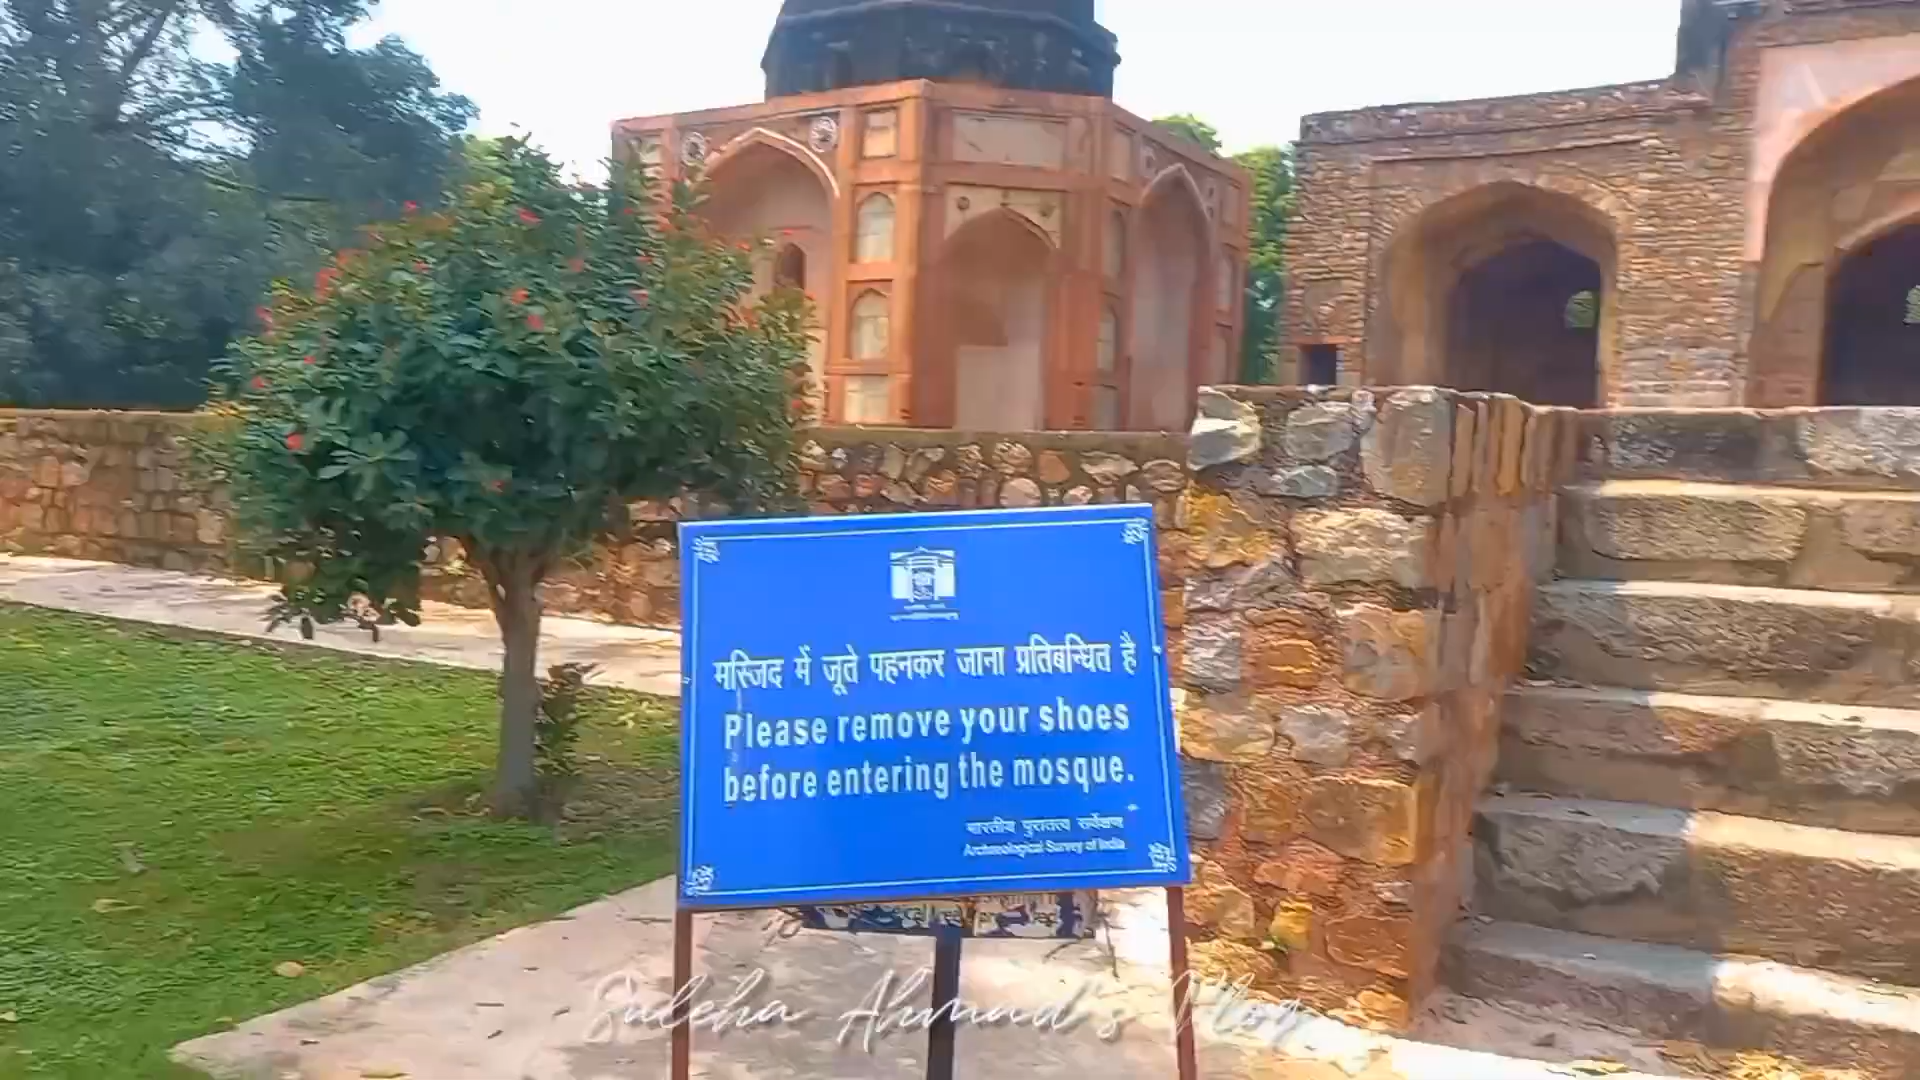 मस्जिद में जूते पहनकर जाना प्रतिबन्धित है
Please remove your shoes
before entering the mosque.
भारतीय पुरातत्व सर्वेक्षण
Archaeological Survey of India
Saleha Ahmad's Vlog